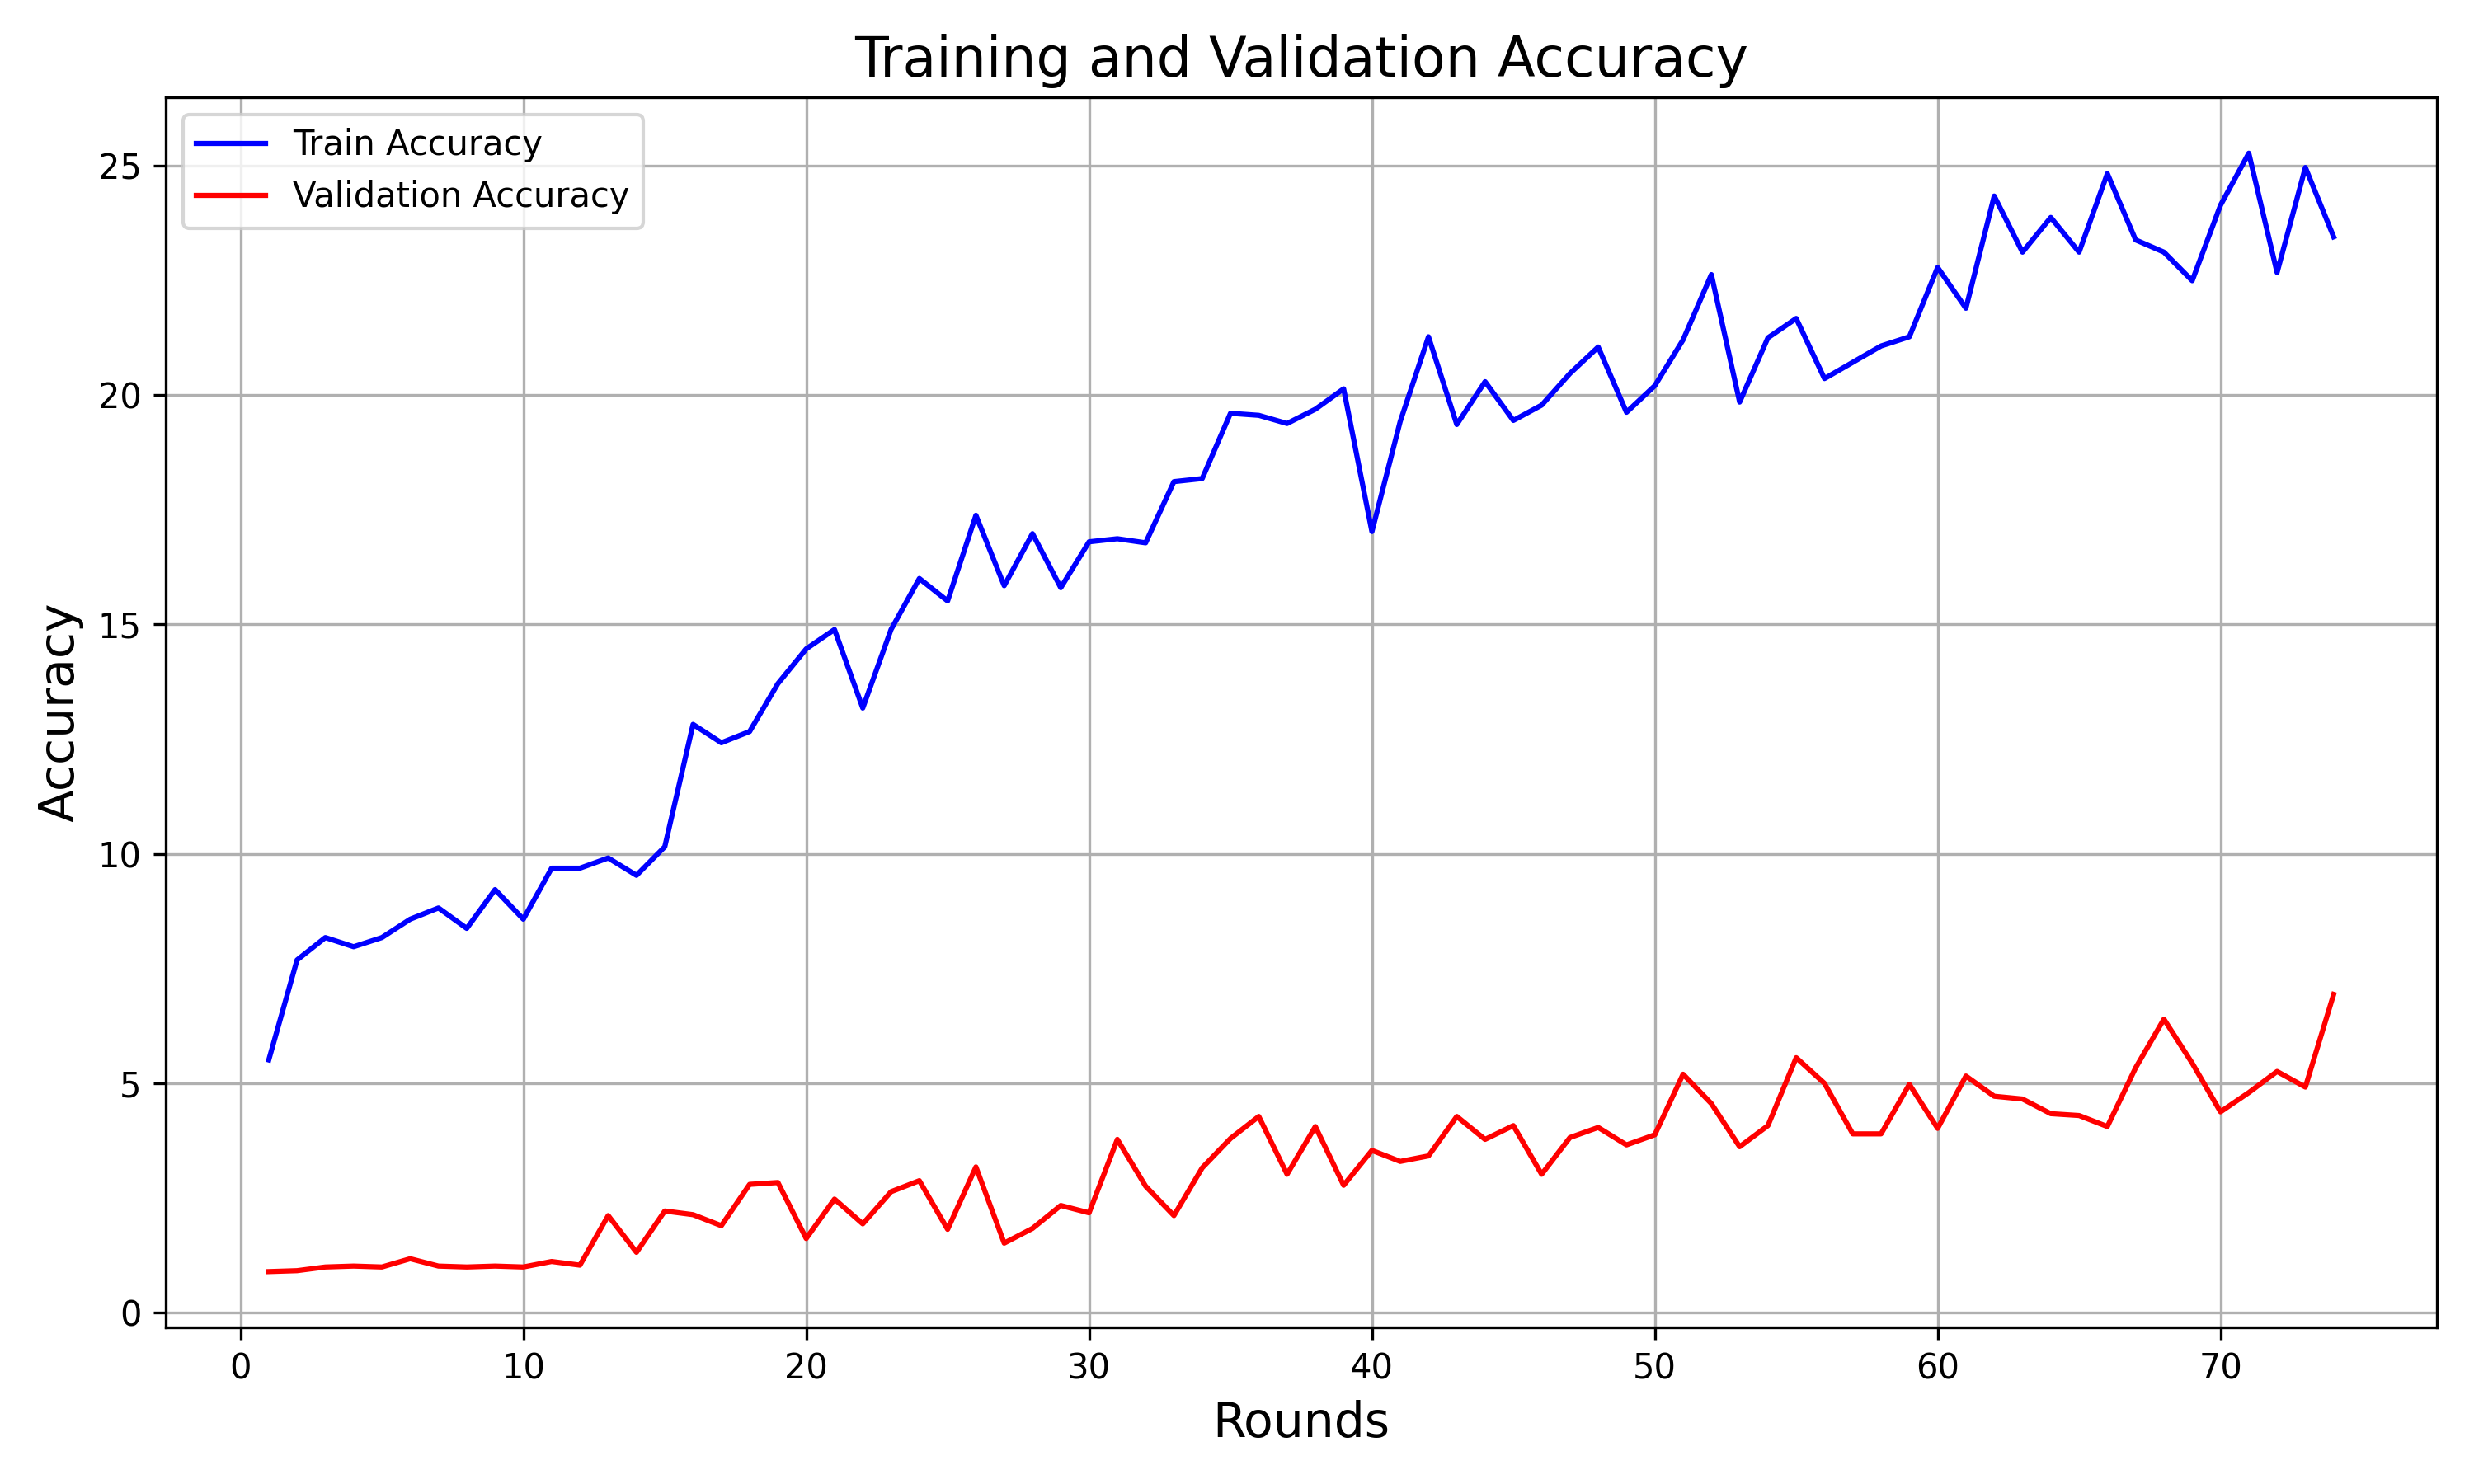 Training and Validation Accuracy
Train Accuracy
Validation Accuracy
Accuracy
25
20
15
10
5
0
0 10 20 30 40 50 60 70
Rounds